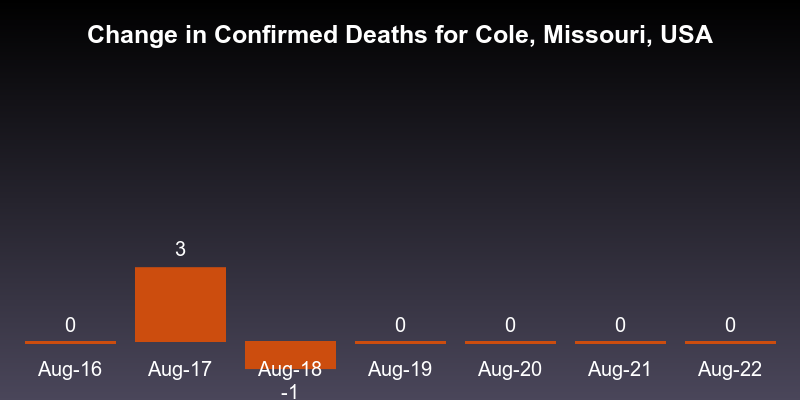 Change in Confirmed Deaths for Cole, Missouri, USA
3
0 0 0 0 0
Aug-16 Aug-17 Aug-18 Aug-19 Aug-20 Aug-21 Aug-22
-1